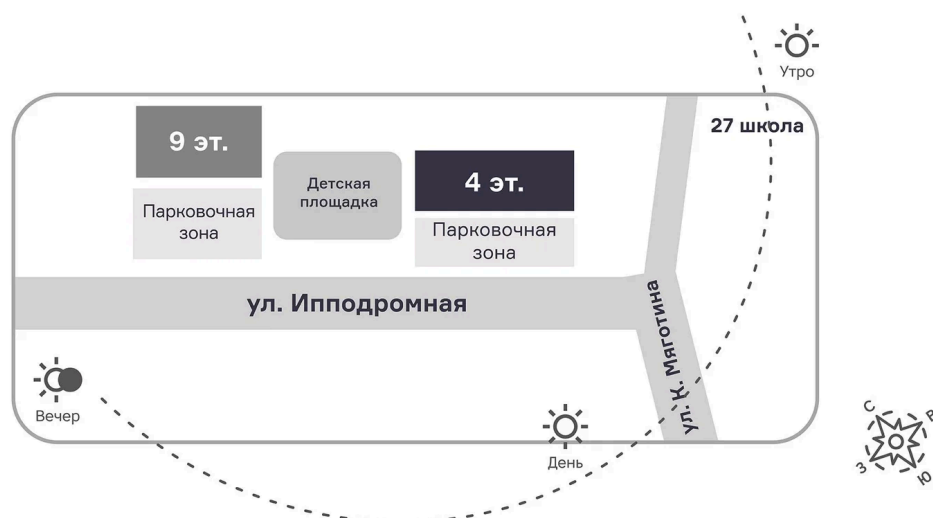 Утро
27 школа
9 эт.
4 эт.
Детская
площадка
Парковочная
зона
Парковочная
зона
ул. Ипподромная
ул. К. Мяготина
Вечер
День
С
В
З
Ю